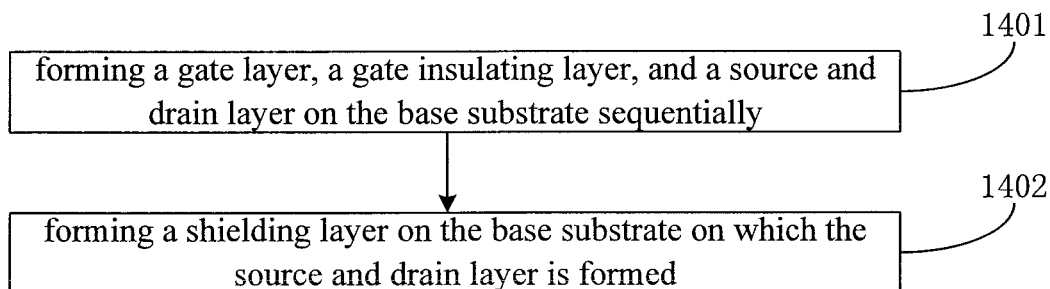 1401
forming a gate layer, a gate insulating layer, and a source and
drain layer on the base substrate sequentially
1402
forming a shielding layer on the base substrate on which the
source and drain layer is formed